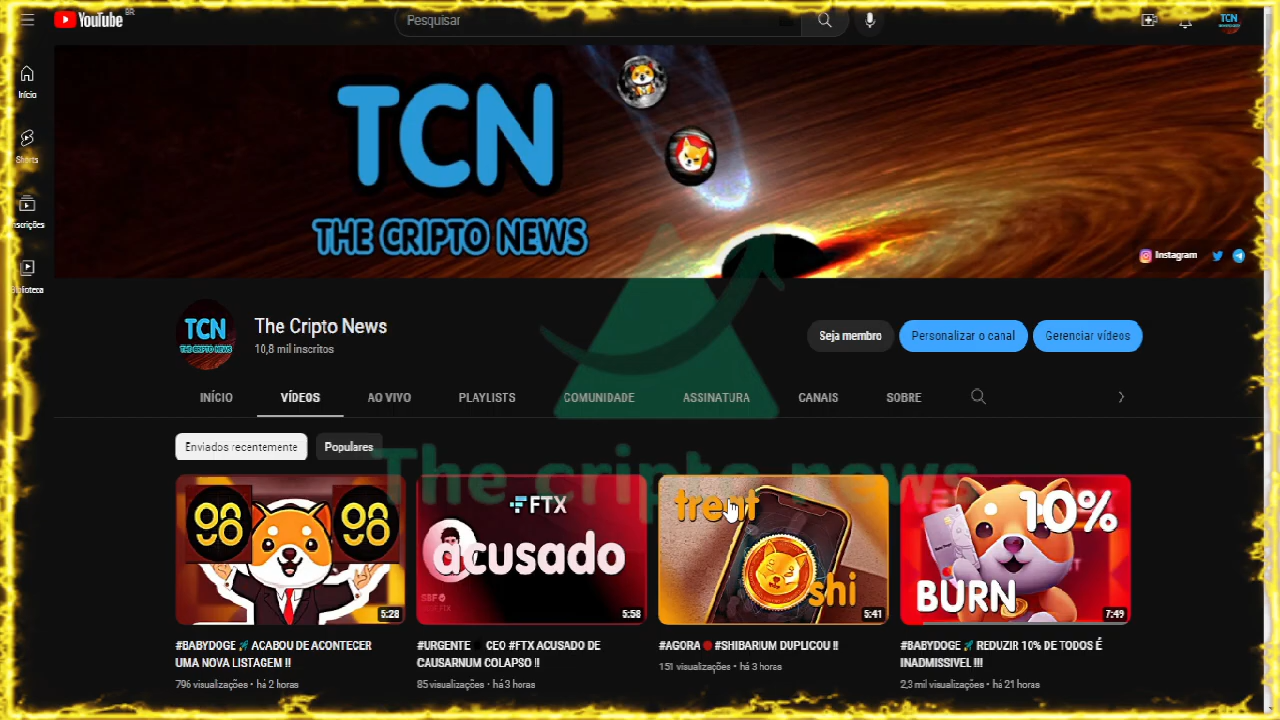 YouTube BR
Pesquisar
TCN
Início
Shorts
Inscrições
Biblioteca
TCN
THE CRIPTO NEWS
Instagram
TCN
THE CRIPTO NEWS
The Cripto News
10,8 mil inscritos
Seja membro
Personalizar o canal
Gerenciar vídeos
INÍCIO VÍDEOS AO VIVO PLAYLISTS COMUNIDADE ASSINATURA CANAIS SOBRE
Enviados recentemente
Populares
The cripto news
5:28
FTX
acusado
SBF
5:58
treat
shi
5:41
10%
BURN
7:49
#BABYDOGE 🚀 ACABOU DE ACONTECER
UMA NOVA LISTAGEM !!
796 visualizações • há 2 horas
#URGENTE CEO #FTX ACUSADO DE
CAUSARNUM COLAPSO !!
85 visualizações • há 3 horas
#AGORA 🔴 #SHIBARIUM DUPLICOU !!
151 visualizações • há 3 horas
#BABYDOGE 🚀 REDUZIR 10% DE TODOS É
INADMISSIVEL !!!
2,3 mil visualizações • há 21 horas